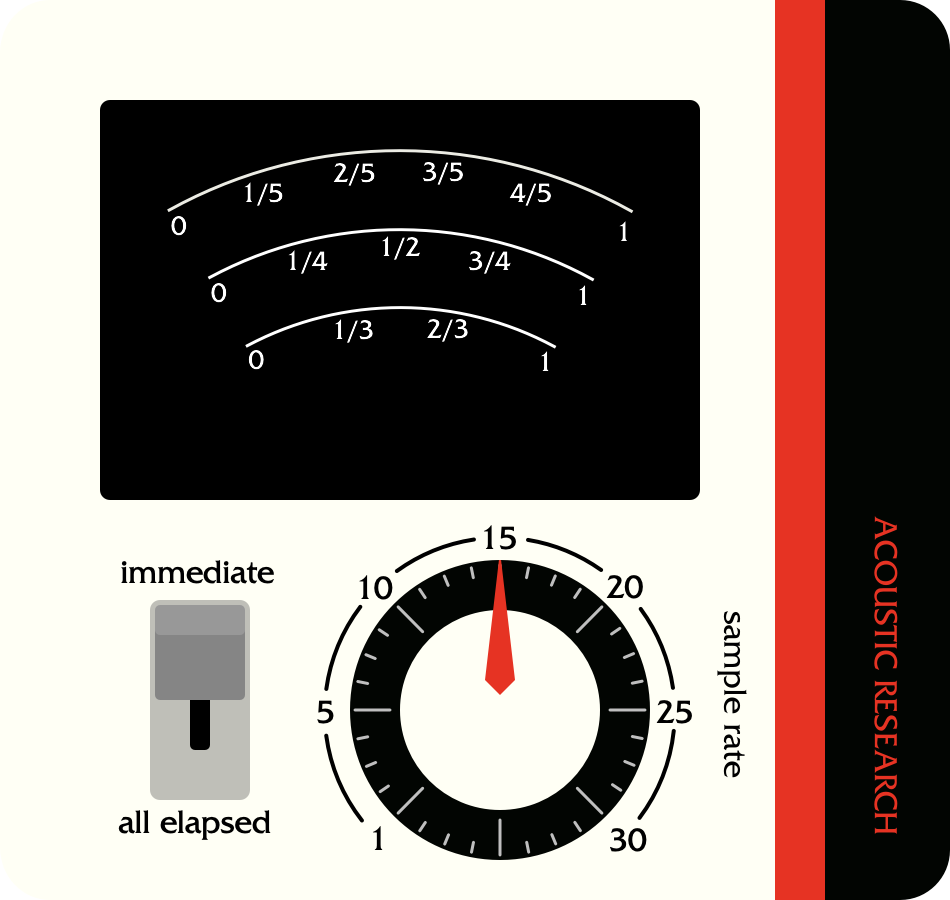 0 1/5 2/5 3/5 4/5 1
0 1/4 1/2 3/4 1
0 1/3 2/3 1
immediate
all elapsed
1 5 10 15 20 25 30
sample rate
ACOUSTIC RESEARCH